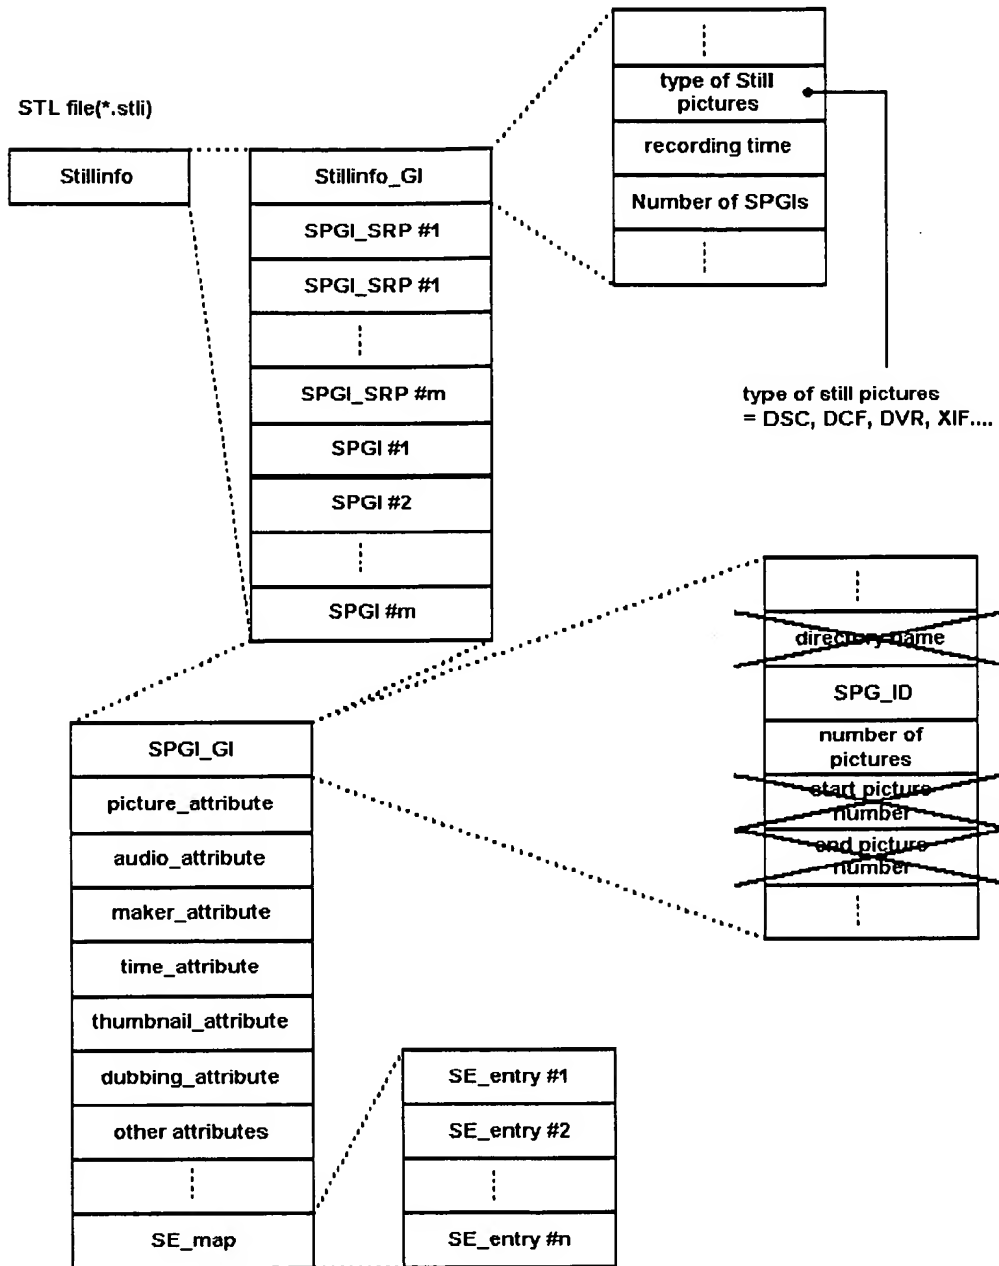 STL file(*.stli)
Stillinfo
Stillinfo_GI
SPGI_SRP #1
SPGI_SRP #1
SPGI_SRP #m
SPGI #1
SPGI #2
SPGI #m
type of Still
pictures
recording time
Number of SPGIs
type of still pictures
= DSC, DCF, DVR, XIF....
directory name
SPG_ID
number of
pictures
start picture
number
end picture
number
SPGI_GI
picture_attribute
audio_attribute
maker_attribute
time_attribute
thumbnail_attribute
dubbing_attribute
other attributes
SE_map
SE_entry #1
SE_entry #2
SE_entry #n